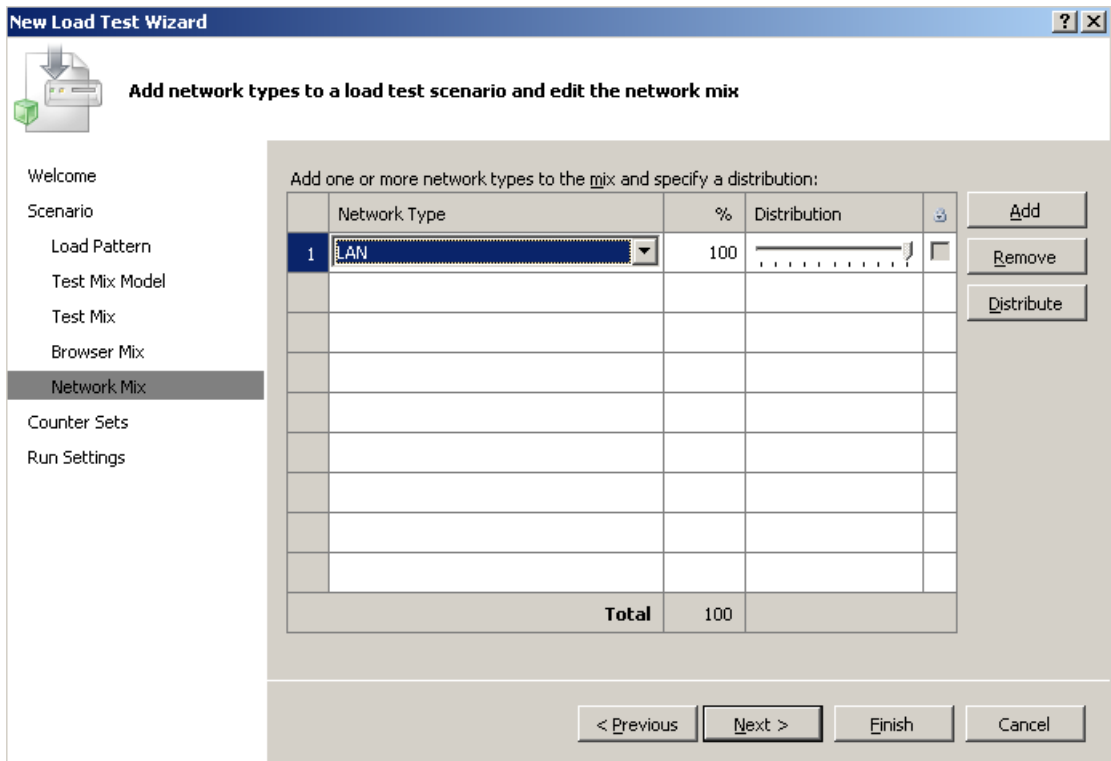 New Load Test Wizard
Add network types to a load test scenario and edit the network mix
Welcome
Scenario
Load Pattern
Test Mix Model
Test Mix
Browser Mix
Network Mix
Counter Sets
Run Settings
Add one or more network types to the mix and specify a distribution:
Network Type % Distribution
1 LAN 100
Total 100
Add
Remove
Distribute
< Previous Next > Finish Cancel